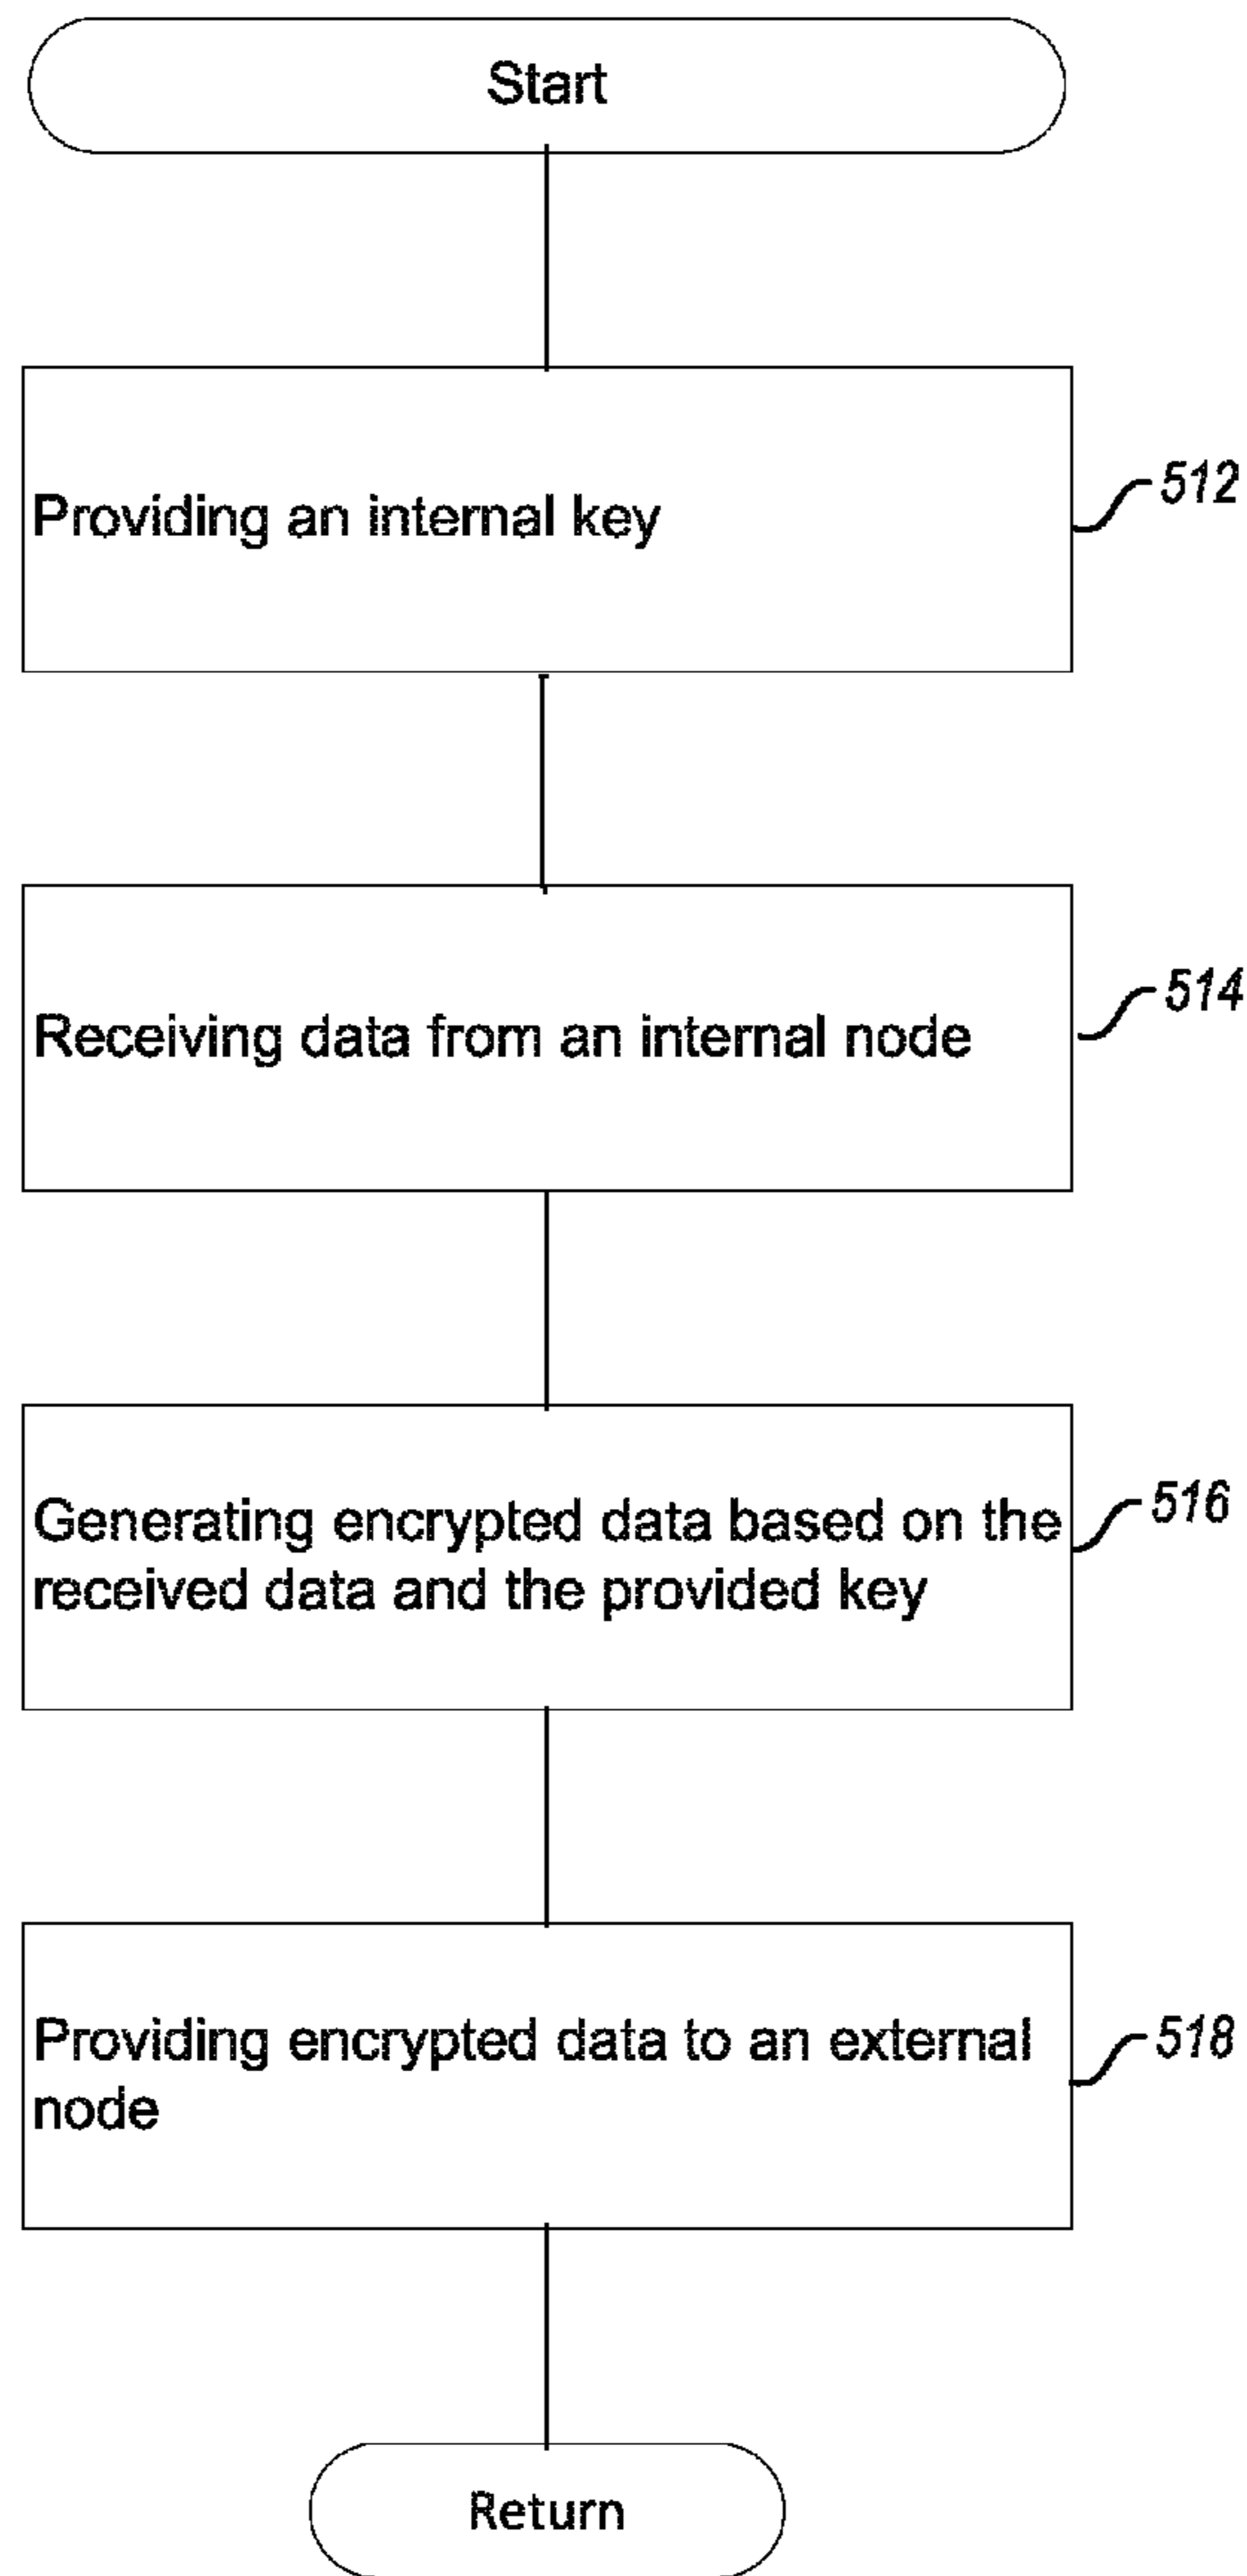 Start
Providing an internal key
512
Receiving data from an internal node
514
Generating encrypted data based on the
received data and the provided key
516
Providing encrypted data to an external
node
518
Return